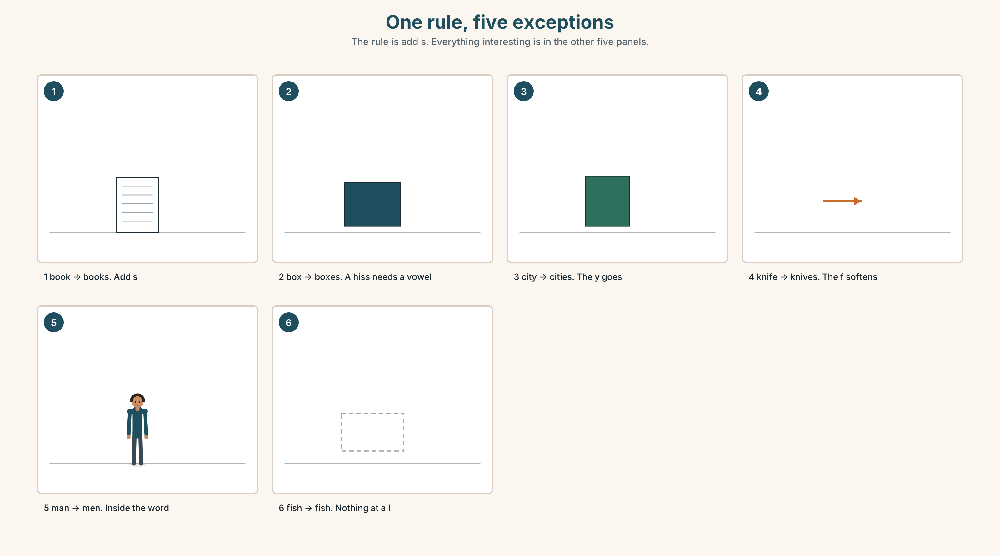 One rule, five exceptions
The rule is add s. Everything interesting is in the other five panels.
1
2
3
4
1 book → books. Add s
2 box → boxes. A hiss needs a vowel
3 city → cities. The y goes
4 knife → knives. The f softens
5
6
5 man → men. Inside the word
6 fish → fish. Nothing at all